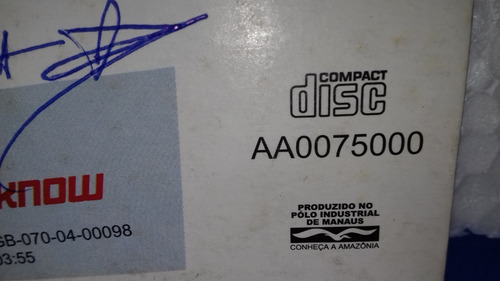 COMPACT
disc
AA0075000
know
GB-070-04-00098
03:55
PRODUZIDO NO
PÓLO INDUSTRIAL
DE MANAUS
CONHEÇA A AMAZÔNIA